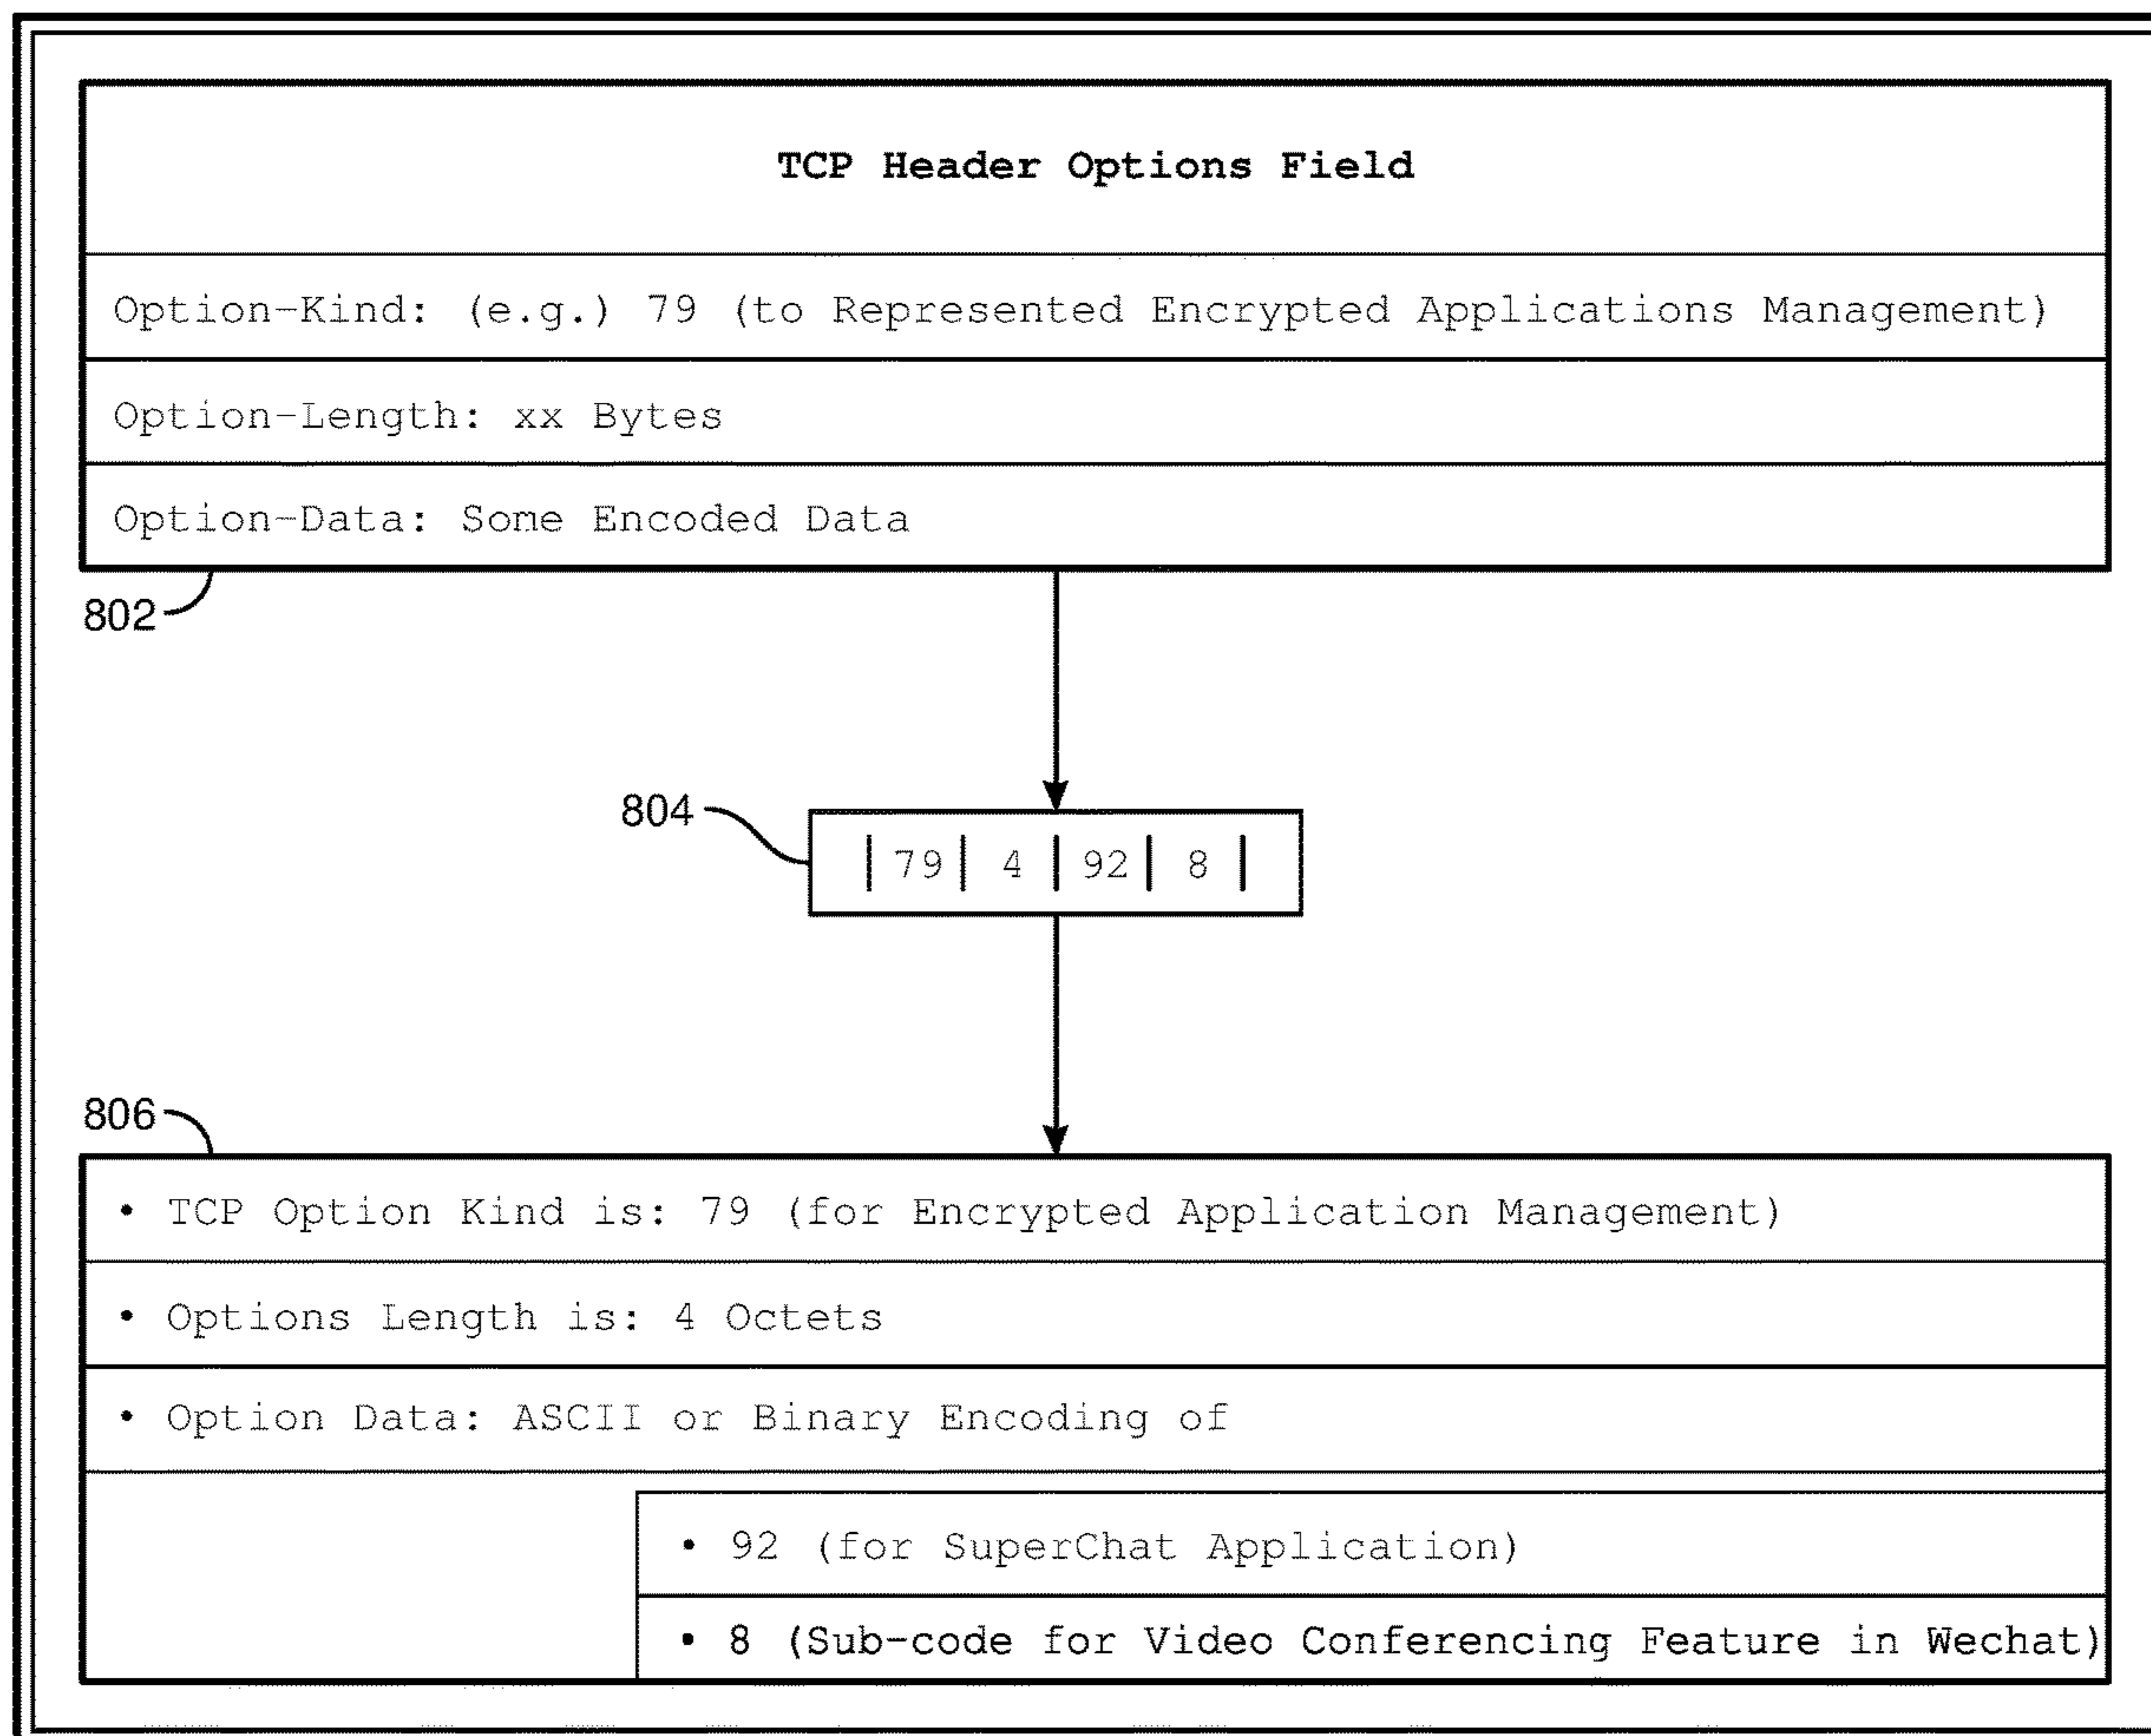 TCP Header Options Field
Option-Kind: (e.g.) 79 (to Represented Encrypted Applications Management)
Option-Length: xx Bytes
Option-Data: Some Encoded Data
802
804
| 79 | 4 | 92 | 8 |
806
• TCP Option Kind is: 79 (for Encrypted Application Management)
• Options Length is: 4 Octets
• Option Data: ASCII or Binary Encoding of
• 92 (for SuperChat Application)
• 8 (Sub-code for Video Conferencing Feature in Wechat)